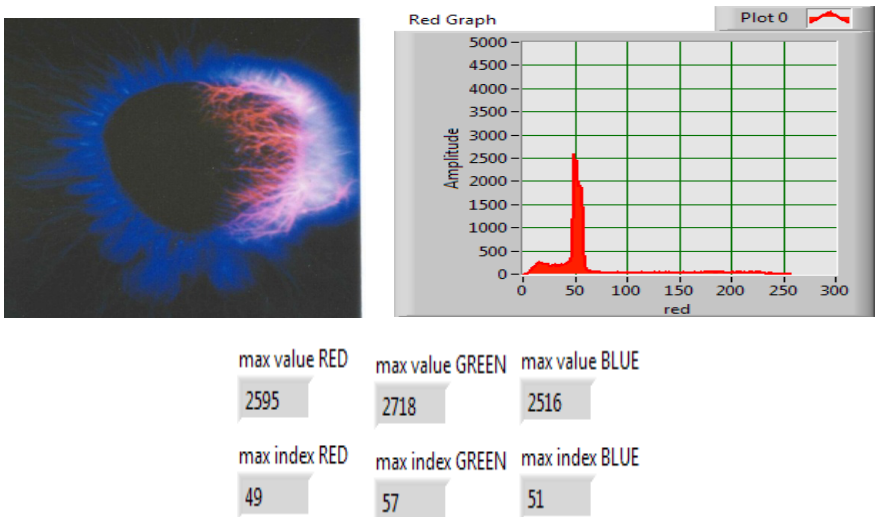 Red Graph
Plot 0
5000
4500
4000
3500
3000
2500
2000
1500
1000
500
0
Amplitude
0 50 100 150 200 250 300
red
max value RED max value GREEN max value BLUE
2595 2718 2516
max index RED max index GREEN max index BLUE
49 57 51